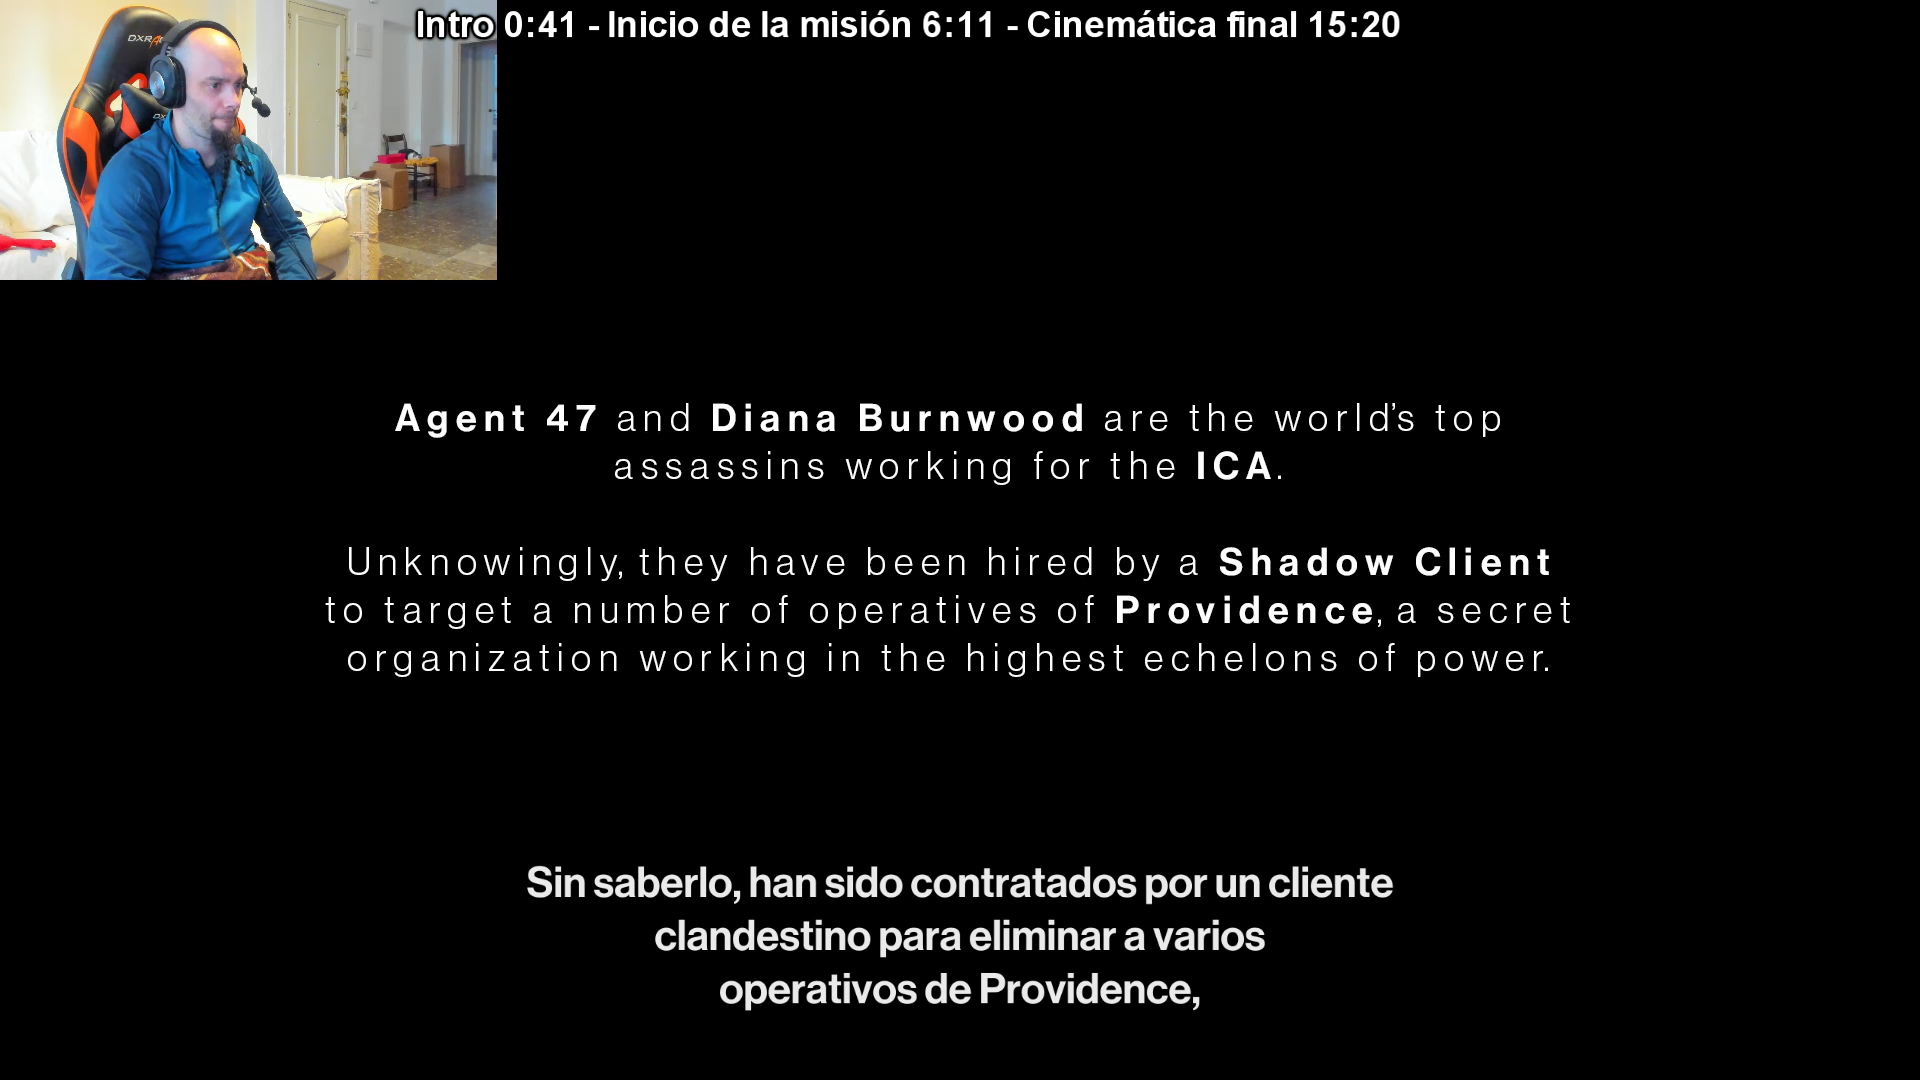 Intro 0:41 - Inicio de la misión 6:11 - Cinemática final 15:20
Agent 47 and Diana Burnwood are the world's top
assassins working for the ICA.
Unknowingly, they have been hired by a Shadow Client
to target a number of operatives of Providence, a secret
organization working in the highest echelons of power.
Sin saberlo, han sido contratados por un cliente
clandestino para eliminar a varios
operativos de Providence,